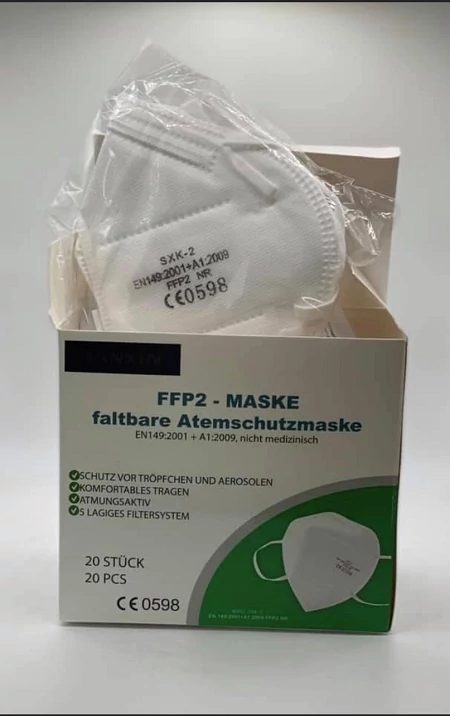 SXK-2
EN149:2001+A1:2009
FFP2 NR
CE0598
FFP2 - MASKE
faltbare Atemschutzmaske
EN149:2001 + A1:2009, nicht medizinisch
SCHUTZ VOR TRÖPFCHEN UND AEROSOLEN
KOMFORTABLES TRAGEN
ATMUNGSAKTIV
5 LAGIGES FILTERSYSTEM
20 STÜCK
20 PCS
CE 0598